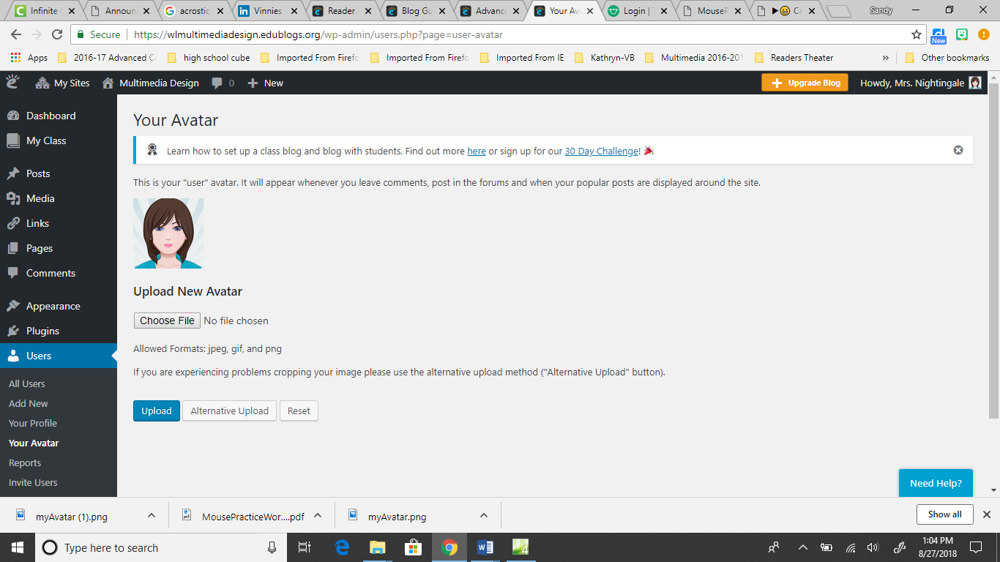 Infinite
Announ
acrostic
Vinnies
Reader
Blog Gu
Advance
Your Ava
Login | T
MouseP
Cr
Sandy
Secure
https://wlmultimediadesign.edublogs.org/wp-admin/users.php?page=user-avatar
New
Apps
2016-17 Advanced Co
high school cube
Imported From Firefo
Imported From Firefo
Imported From IE
Kathryn-VB
Multimedia 2016-201
Readers Theater
»
Other bookmarks
My Sites
Multimedia Design
0
New
Upgrade Blog
Howdy, Mrs. Nightingale
Dashboard
My Class
Posts
Media
Links
Pages
Comments
Appearance
Plugins
Users
All Users
Add New
Your Profile
Your Avatar
Reports
Invite Users
Your Avatar
Learn how to set up a class blog and blog with students. Find out more here or sign up for our 30 Day Challenge!
This is your "user" avatar. It will appear whenever you leave comments, post in the forums and when your popular posts are displayed around the site.
Upload New Avatar
Choose File No file chosen
Allowed Formats: jpeg, gif, and png
If you are experiencing problems cropping your image please use the alternative upload method ("Alternative Upload" button).
Upload
Alternative Upload
Reset
Need Help?
myAvatar (1).png
MousePracticeWor....pdf
myAvatar.png
Show all
Type here to search
1:04 PM
8/27/2018